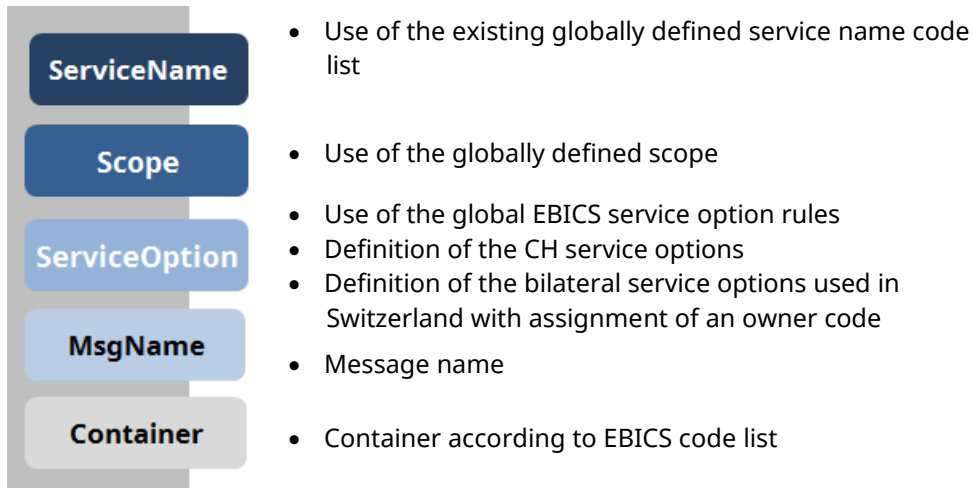 ServiceName
• Use of the existing globally defined service name code
list
Scope
• Use of the globally defined scope
ServiceOption
• Use of the global EBICS service option rules
• Definition of the CH service options
• Definition of the bilateral service options used in
Switzerland with assignment of an owner code
MsgName
• Message name
Container
• Container according to EBICS code list